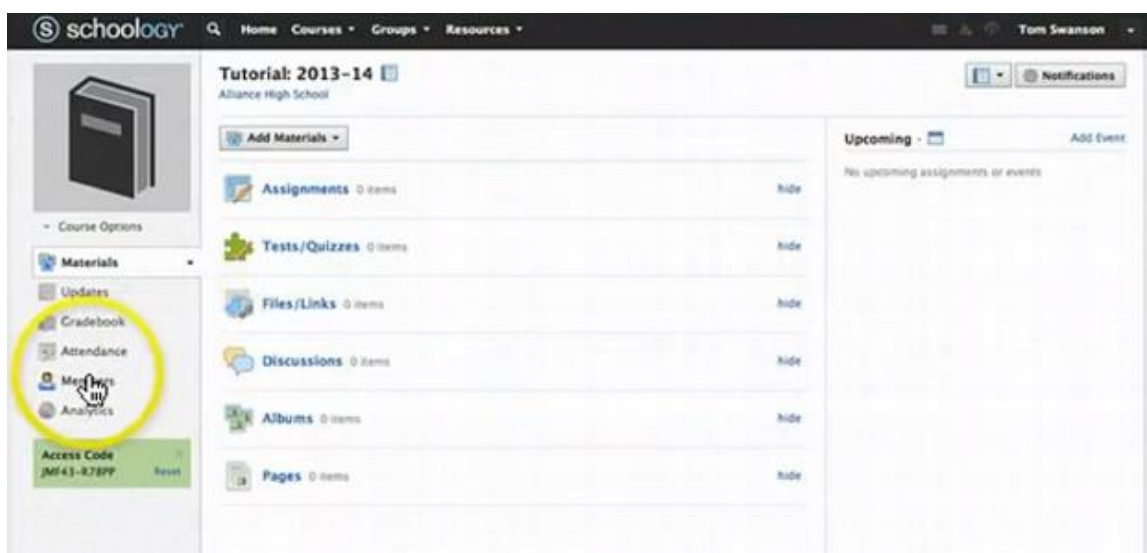 schoology Home Courses Groups Resources Tom Swanson
Tutorial: 2013-14
Alliance High School
Notifications
Course Options
Materials
Updates
Gradebook
Attendance
Members
Analytics
Access Code
JMF43-R78PP Reset
Add Materials
Assignments 0 items hide
Tests/Quizzes 0 items hide
Files/Links 0 items hide
Discussions 0 items hide
Albums 0 items hide
Pages 0 items hide
Upcoming Add Event
No upcoming assignments or events